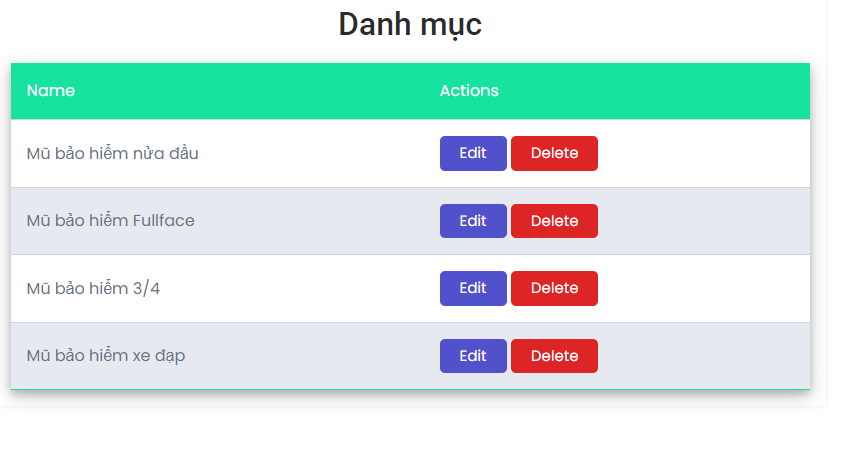 Danh mục
Name Actions
Mũ bảo hiểm nửa đầu Edit Delete
Mũ bảo hiểm Fullface Edit Delete
Mũ bảo hiểm 3/4 Edit Delete
Mũ bảo hiểm xe đạp Edit Delete